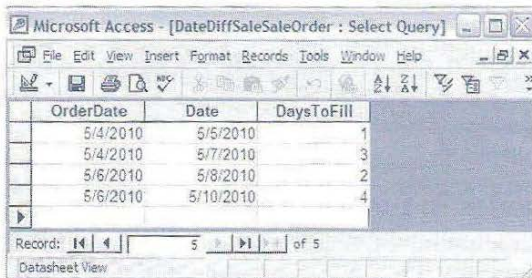 Microsoft Access - [DateDiffSaleSaleOrder : Select Query]
File Edit View Insert Format Records Tools Window Help
OrderDate Date DaysToFill
5/4/2010 5/5/2010 1
5/4/2010 5/7/2010 3
5/6/2010 5/8/2010 2
5/6/2010 5/10/2010 4
Record: 5 of 5
Datasheet View